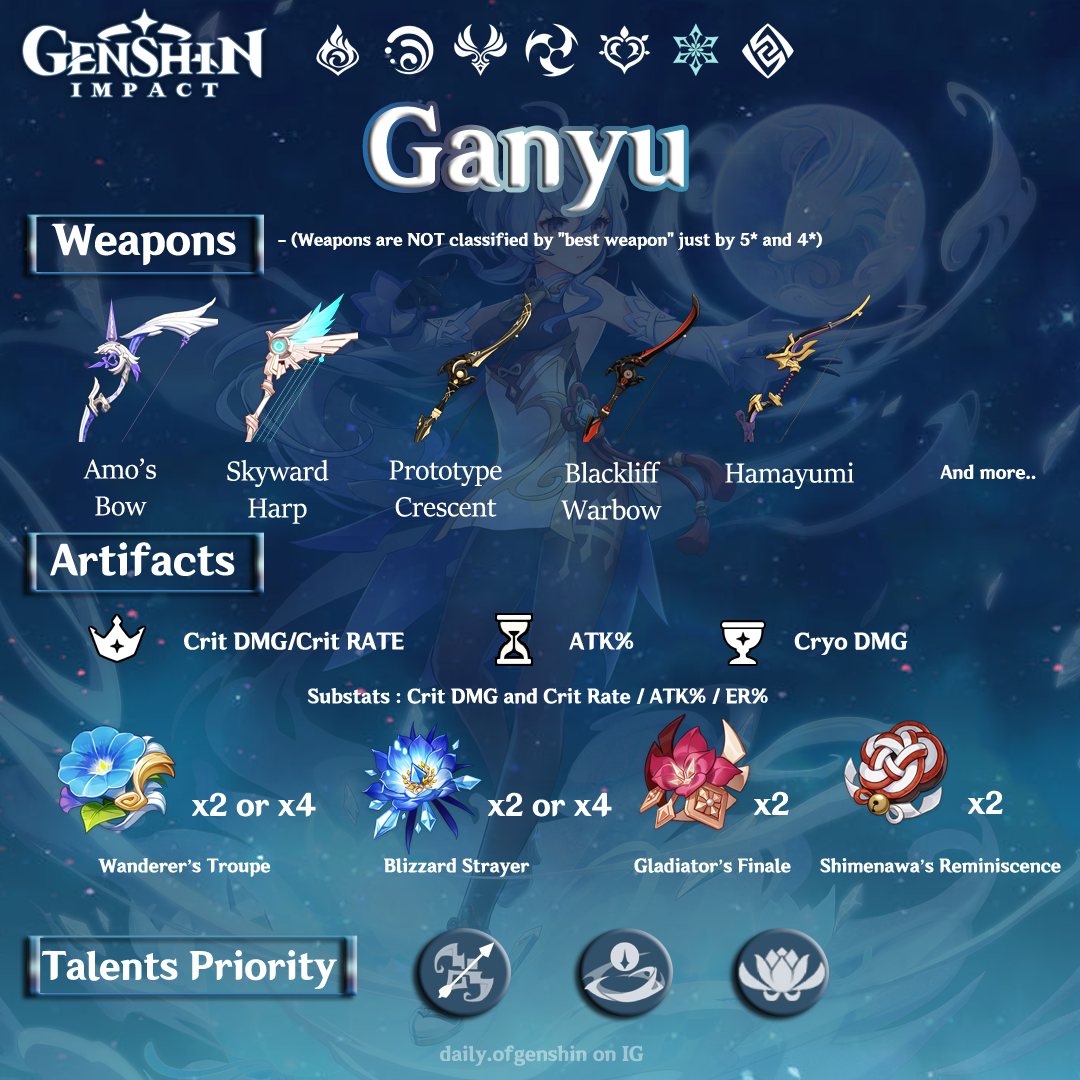 GENSHIN
IMPACT
Ganyu
Weapons
- (Weapons are NOT classified by "best weapon" just by 5* and 4*)
Amo's
Bow
Skyward
Harp
Prototype
Crescent
Blackliff
Warbow
Hamayumi
And more..
Artifacts
Crit DMG/Crit RATE
ATK%
Cryo DMG
Substats : Crit DMG and Crit Rate / ATK% / ER%
x2 or x4
x2 or x4
x2
x2
Wanderer's Troupe
Blizzard Strayer
Gladiator's Finale
Shimenawa's Reminiscence
Talents Priority
daily.ofgenshin on IG